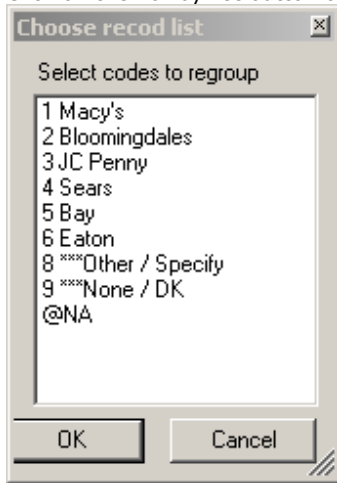 Choose recod list
Select codes to regroup
1 Macy's
2 Bloomingdales
3 JC Penny
4 Sears
5 Bay
6 Eaton
8 ***Other / Specify
9 ***None / DK
@NA
OK Cancel